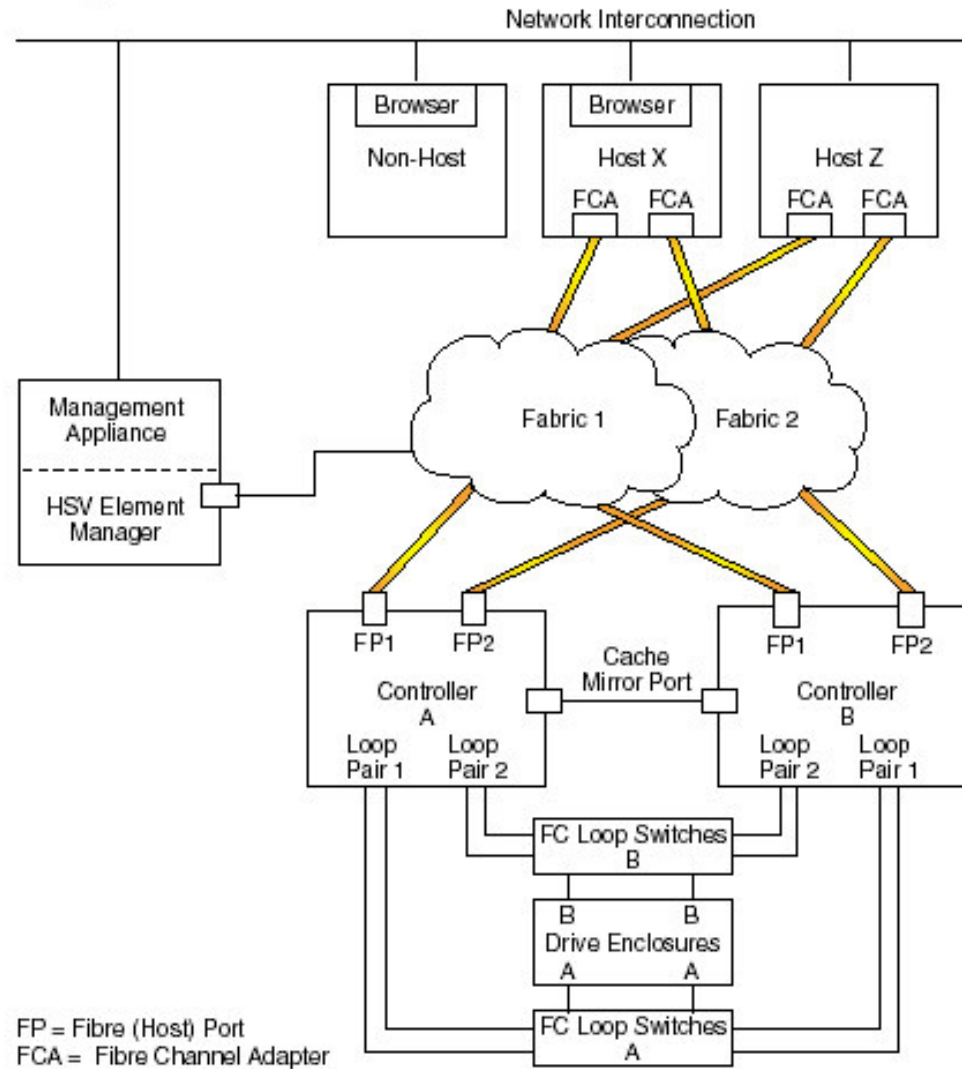 Network Interconnection
Browser
Non-Host
Browser
Host X
FCA
FCA
Host Z
FCA
FCA
Management
Appliance
HSV Element
Manager
Fabric 1
Fabric 2
FP1
FP2
Controller
A
Loop
Pair 1
Loop
Pair 2
Cache
Mirror Port
FP1
FP2
Controller
B
Loop
Pair 2
Loop
Pair 1
FC Loop Switches
B
B
B
Drive Enclosures
A
A
FC Loop Switches
A
FP = Fibre (Host) Port
FCA = Fibre Channel Adapter